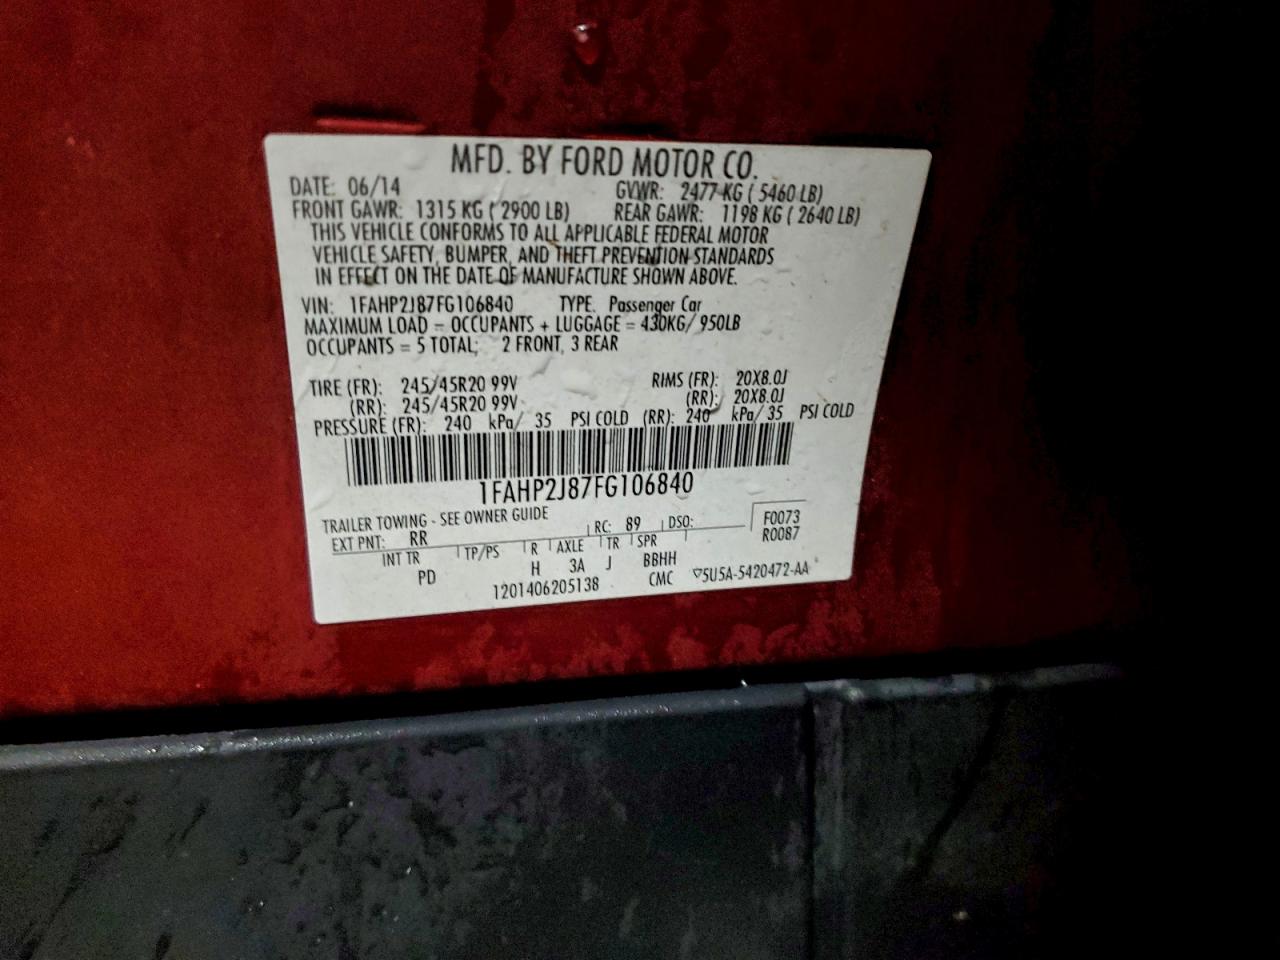 MFD. BY FORD MOTOR CO.
DATE: 06/14 GVWR: 2477 KG ( 5460 LB)
FRONT GAWR: 1315 KG ( 2900 LB) REAR GAWR: 1198 KG ( 2640 LB)
THIS VEHICLE CONFORMS TO ALL APPLICABLE FEDERAL MOTOR
VEHICLE SAFETY, BUMPER, AND THEFT PREVENTION STANDARDS
IN EFFECT ON THE DATE OF MANUFACTURE SHOWN ABOVE.
VIN: 1FAHP2J87FG106840 TYPE: Passenger Car
MAXIMUM LOAD = OCCUPANTS + LUGGAGE = 430KG/ 950LB
OCCUPANTS = 5 TOTAL; 2 FRONT, 3 REAR
TIRE (FR): 245/45R20 99V RIMS (FR): 20X8.0J
(RR): 245/45R20 99V (RR): 20X8.0J
PRESSURE (FR): 240 kPa/ 35 PSI COLD (RR): 240 kPa/ 35 PSI COLD
1FAHP2J87FG106840
TRAILER TOWING - SEE OWNER GUIDE
EXT PNT: RR RC: 89 DSO: F0073
R0087
INT TR TP/PS R AXLE TR SPR
PD H 3A J BBHH
1201406205138 CMC ▽5U5A-5420472-AA